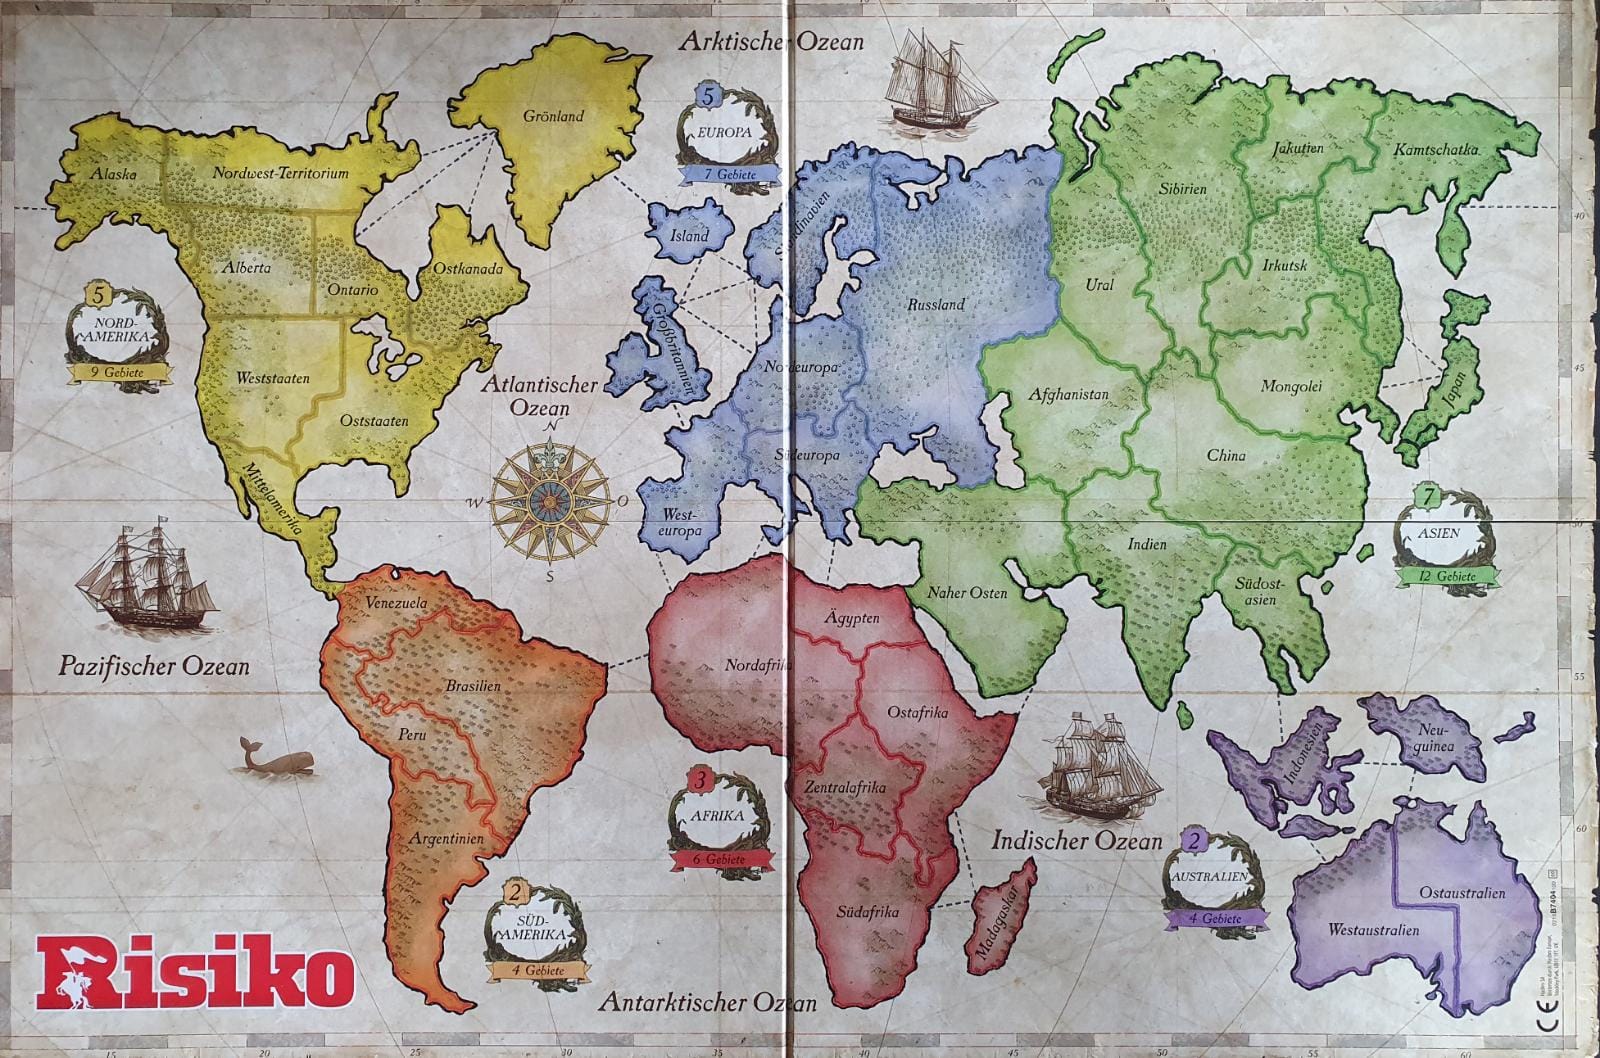 Arktischer Ozean
Grönland
5
EUROPA
7 Gebiete
Alaska
Nordwest-Territorium
Alberta
Ontario
Ostkanada
5
NORD-
AMERIKA
9 Gebiete
Weststaaten
Oststaaten
Mittelamerika
Island
Skandinavien
Großbritannien
Nordeuropa
Südeuropa
West-
europa
Russland
Atlantischer
Ozean
N
W
O
S
Jakutien
Kamtschatka
Sibirien
Ural
Irkutsk
Mongolei
Japan
Afghanistan
China
Indien
Südost-
asien
Naher Osten
7
ASIEN
12 Gebiete
Pazifischer Ozean
Venezuela
Brasilien
Peru
Argentinien
2
SÜD-
AMERIKA
4 Gebiete
Nordafrika
Ägypten
Ostafrika
Zentralafrika
Südafrika
Madagaskar
3
AFRIKA
6 Gebiete
Indischer Ozean
Indonesien
Neu-
guinea
Westaustralien
Ostaustralien
2
AUSTRALIEN
4 Gebiete
Risiko
Antarktischer Ozean
CE
40
45
50
55
60
15
20
25
30
35
40
45
50
55
60